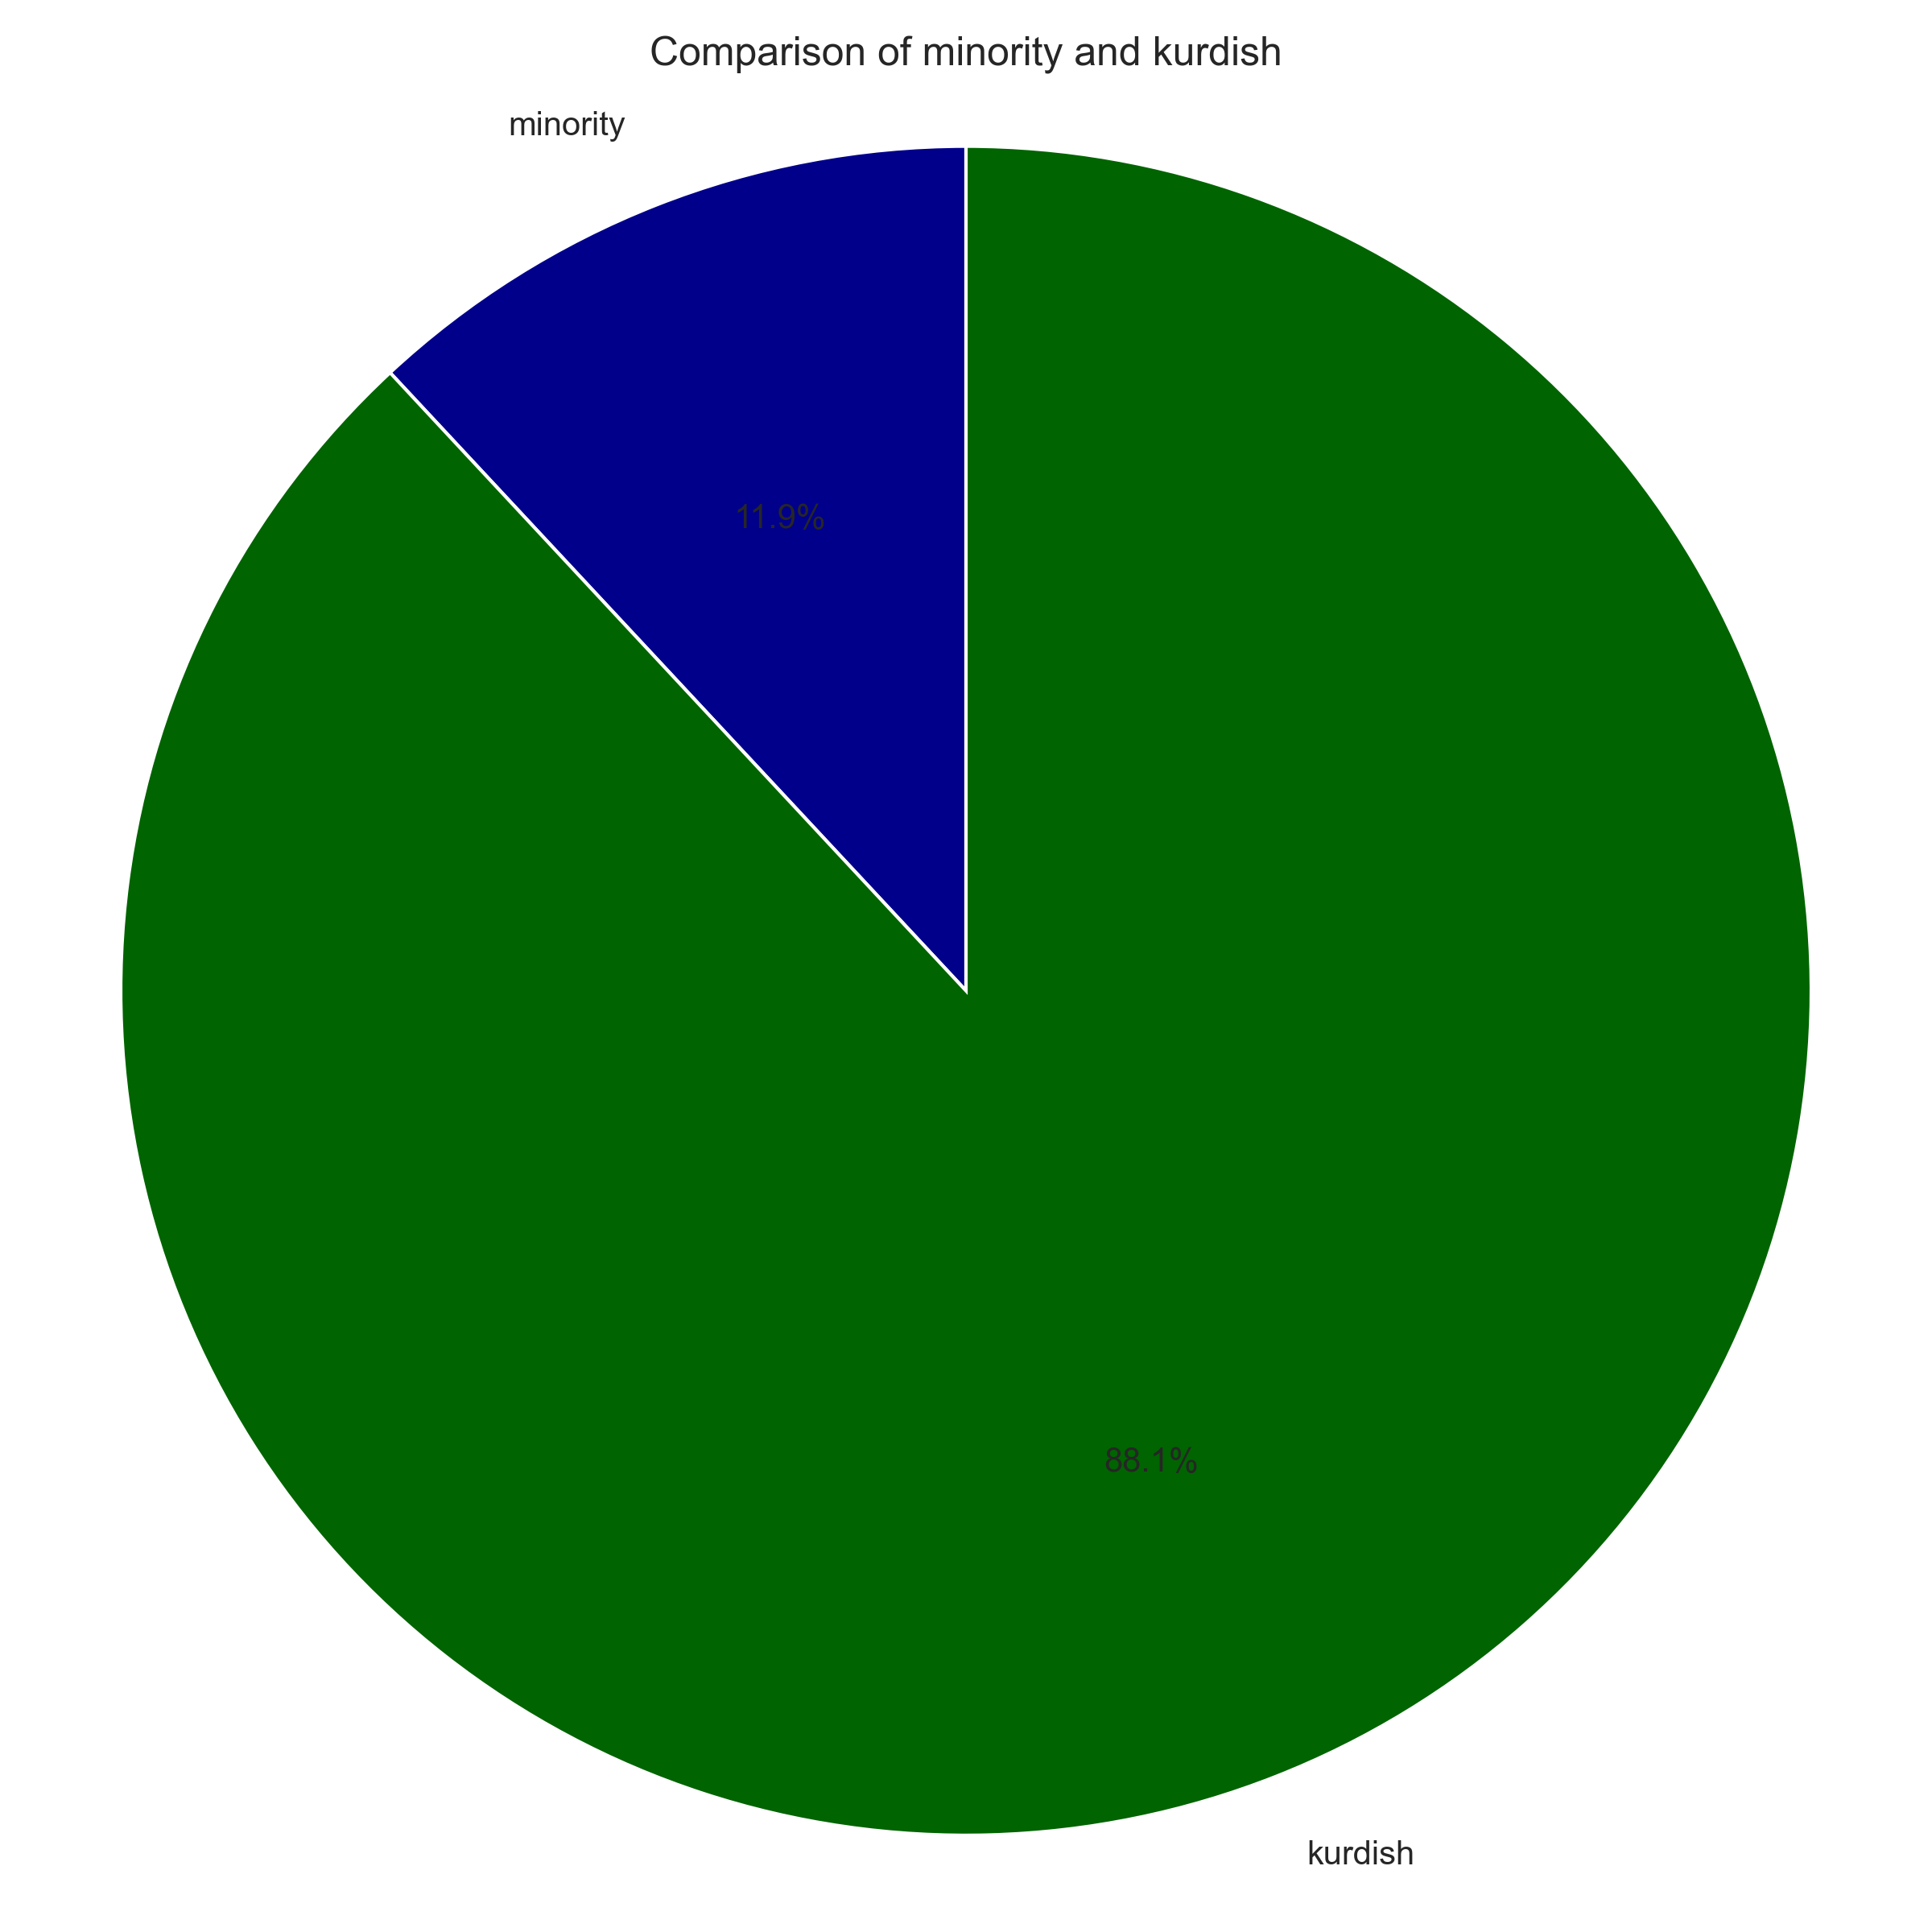 Comparison of minority and kurdish
minority
11.9%
88.1%
kurdish